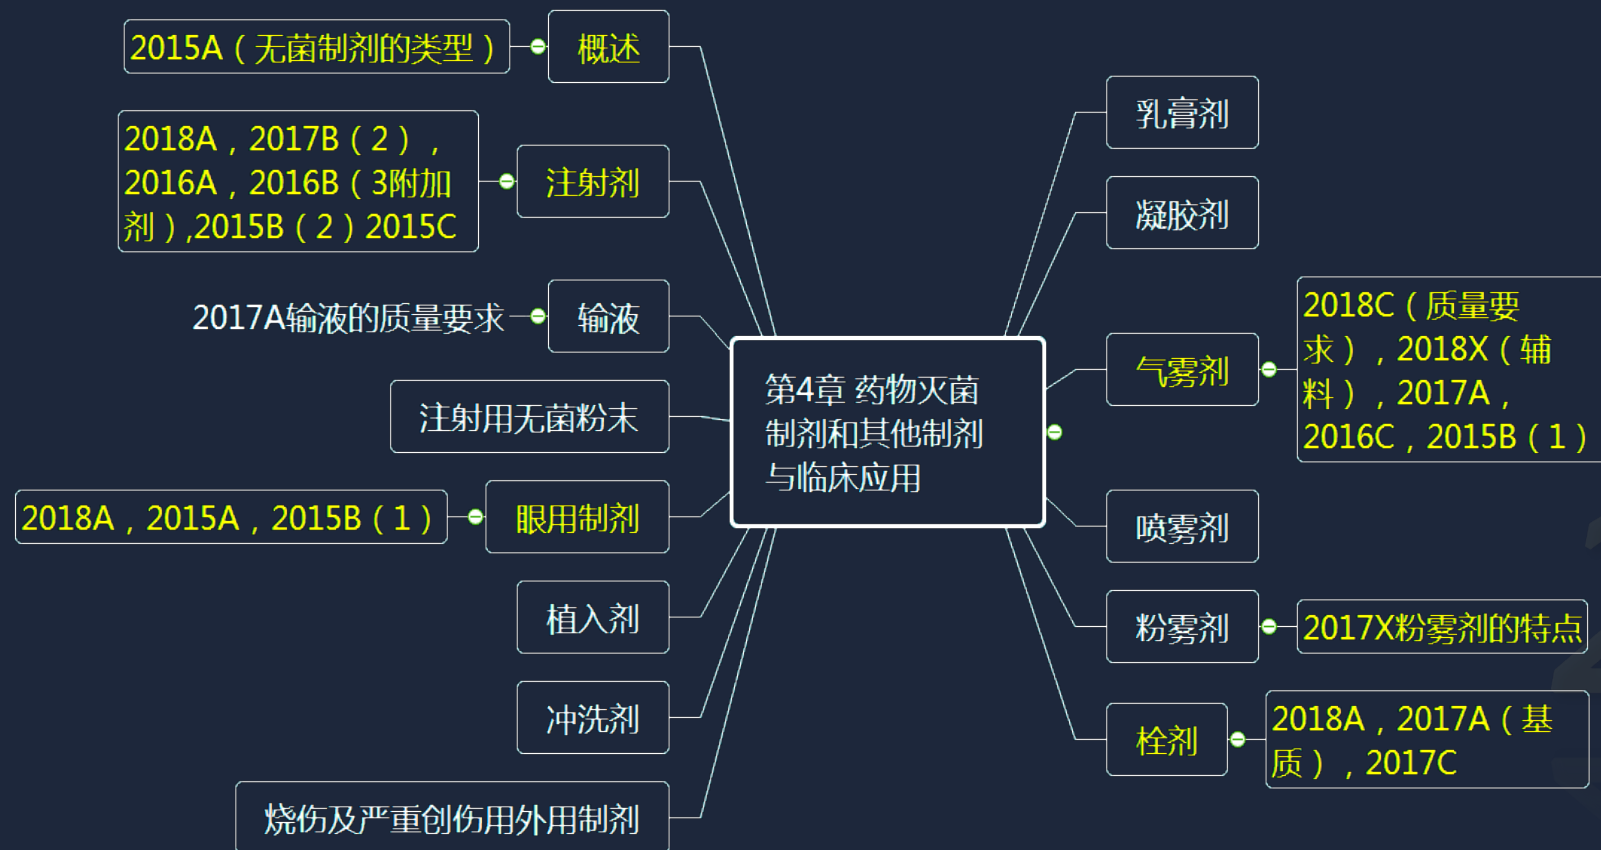 2015A（无菌制剂的类型）
概述
2018A，2017B（2），
2016A，2016B（3附加
剂）,2015B（2）2015C
注射剂
2017A输液的质量要求
输液
注射用无菌粉末
2018A，2015A，2015B（1）
眼用制剂
植入剂
冲洗剂
烧伤及严重创伤用外用制剂
第4章 药物灭菌
制剂和其他制剂
与临床应用
乳膏剂
凝胶剂
气雾剂
2018C（质量要
求），2018X（辅
料），2017A，
2016C，2015B（1）
喷雾剂
粉雾剂
2017X粉雾剂的特点
栓剂
2018A，2017A（基
质），2017C